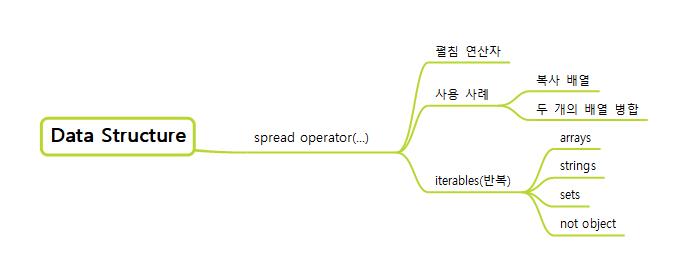 Data Structure
spread operator(...)
펼침 연산자
사용 사례
복사 배열
두 개의 배열 병합
iterables(반복)
arrays
strings
sets
not object